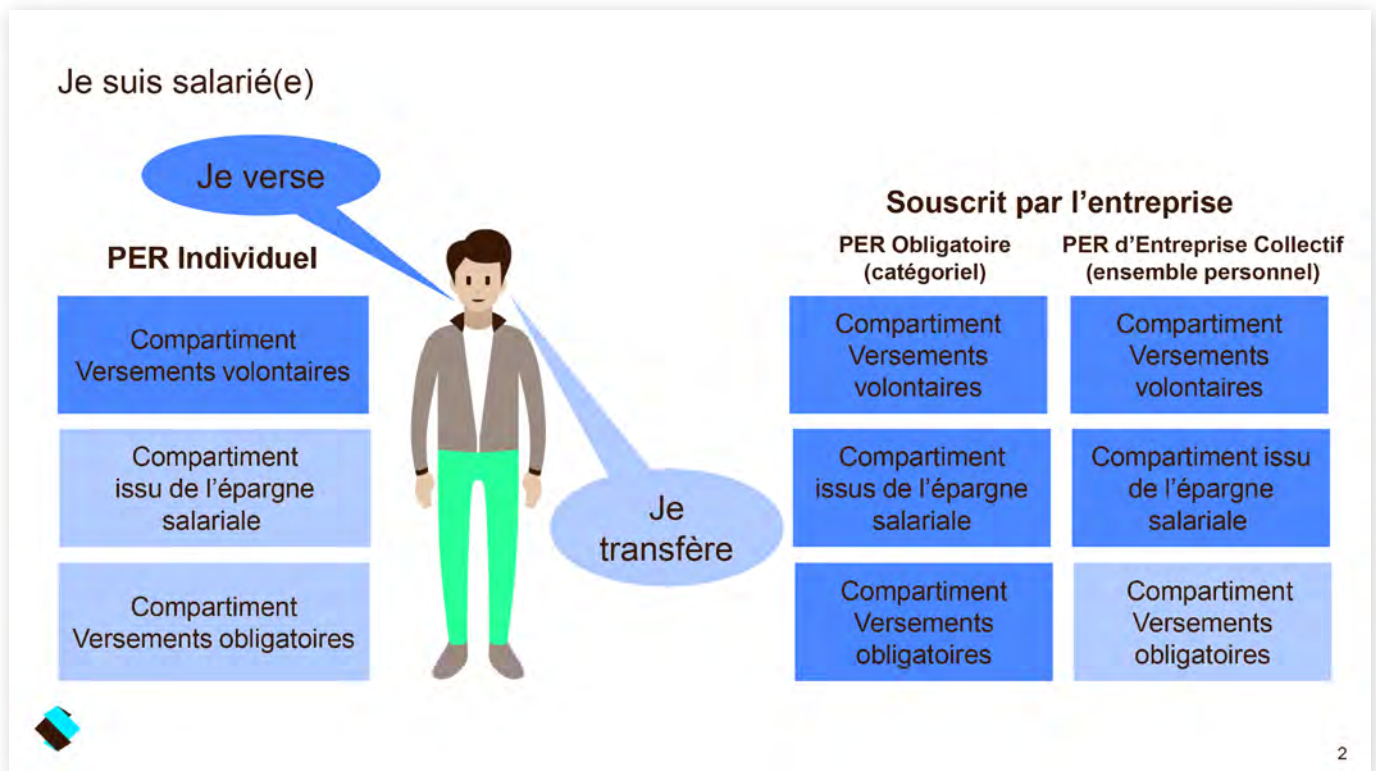 Je suis salarié(e)
Je verse
PER Individuel
Compartiment
Versements volontaires
Compartiment
issu de l'épargne
salariale
Compartiment
Versements obligatoires
Je
transfère
Souscrit par l'entreprise
PER Obligatoire
(catégoriel)
Compartiment
Versements
volontaires
Compartiment
issus de l'épargne
salariale
Compartiment
Versements
obligatoires
PER d'Entreprise Collectif
(ensemble personnel)
Compartiment
Versements
volontaires
Compartiment issu
de l'épargne
salariale
Compartiment
Versements
obligatoires
2